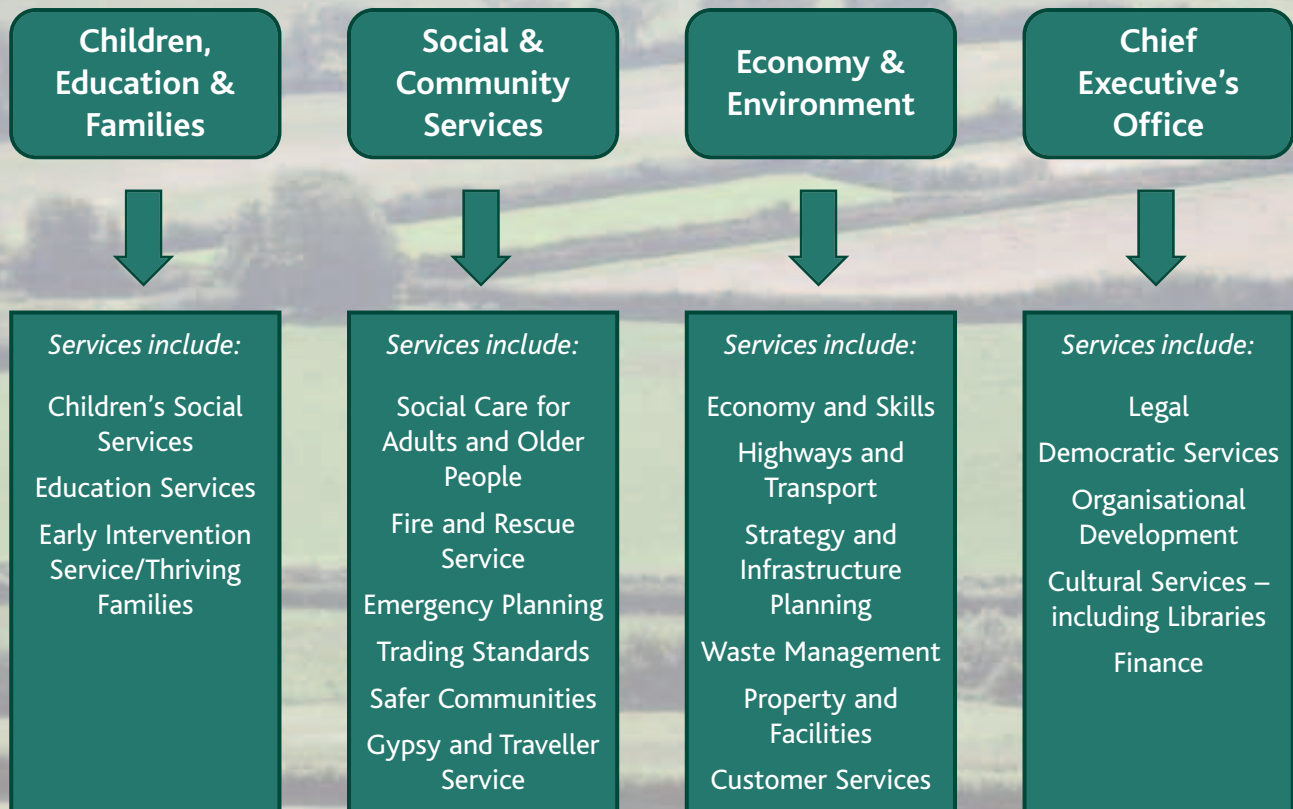 Children,
Education &
Families
Social &
Community
Services
Economy &
Environment
Chief
Executive's
Office
Services include:
Children's Social
Services
Education Services
Early Intervention
Service/Thriving
Families
Services include:
Social Care for
Adults and Older
People
Fire and Rescue
Service
Emergency Planning
Trading Standards
Safer Communities
Gypsy and Traveller
Service
Services include:
Economy and Skills
Highways and
Transport
Strategy and
Infrastructure
Planning
Waste Management
Property and
Facilities
Customer Services
Services include:
Legal
Democratic Services
Organisational
Development
Cultural Services –
including Libraries
Finance